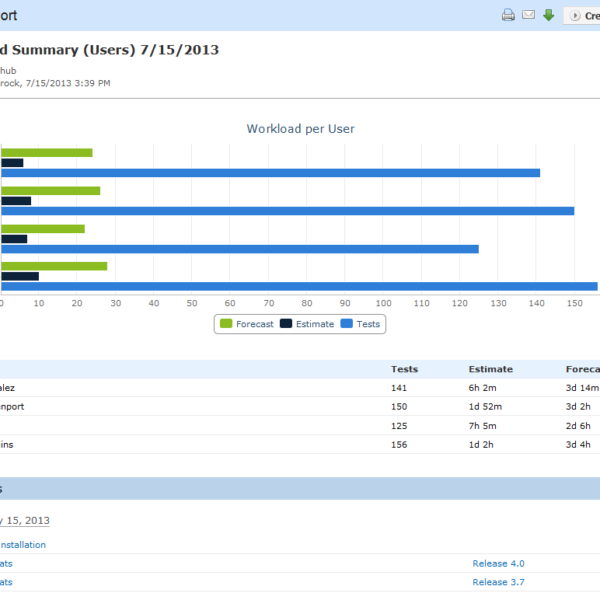 ort
Cre
d Summary (Users) 7/15/2013
hub
rock, 7/15/2013 3:39 PM
Workload per User
0 10 20 30 40 50 60 70 80 90 100 110 120 130 140 150
Forecast Estimate Tests
Tests Estimate Foreca
alez 141 6h 2m 3d 14m
nport 150 1d 52m 3d 2h
125 7h 5m 2d 6h
ins 156 1d 2h 3d 4h
s
y 15, 2013
nstallation
ats Release 4.0
ats Release 3.7